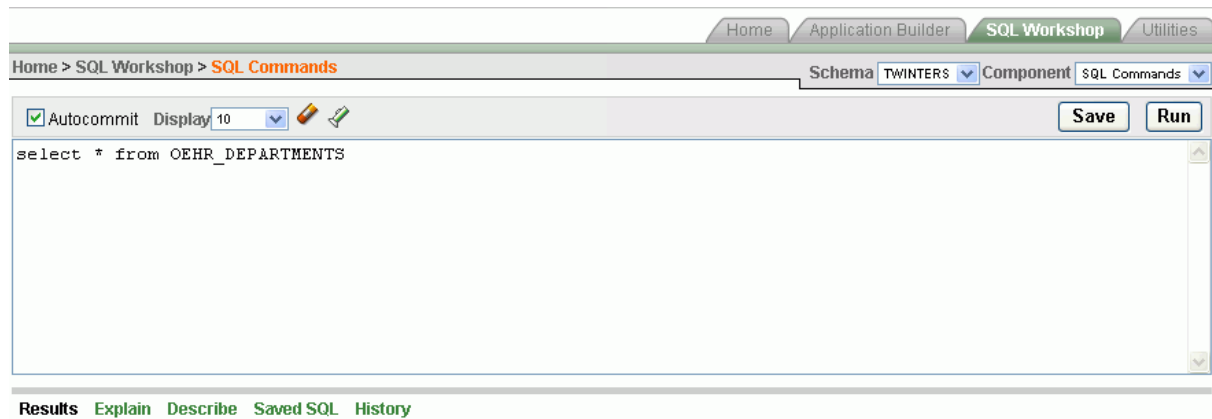 Home Application Builder SQL Workshop Utilities
Home > SQL Workshop > SQL Commands
Schema TWINTERS Component SQL Commands
Autocommit Display 10 Save Run
select * from OEHR_DEPARTMENTS
Results Explain Describe Saved SQL History